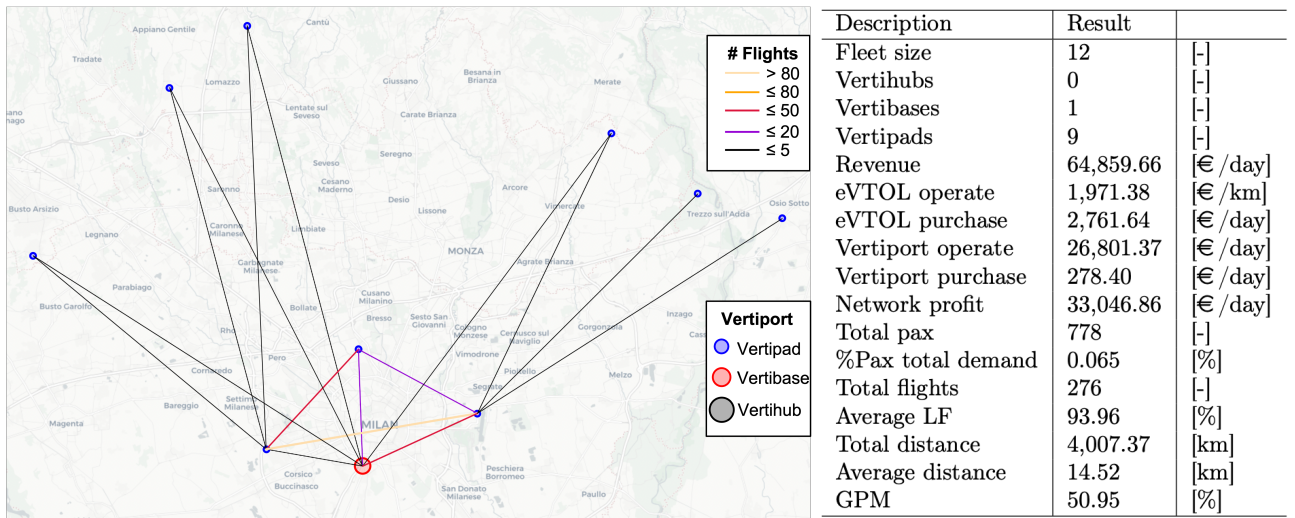 Cantù
Appiano Gentile
Tradate
Besana in
Brianza
Giussano
Merate
Lomazzo
Lentate sul
Seveso
Carate Brianza
Seregno
Seveso
Cesano
Maderno
Saronno
Arcore
Desio
Lissone
Vimercate
Trezzo sull'Adda
Osio Sotto
Busto Arsizio
Legnano
Caronno
Milanese
Limbiate
MONZA
Garbagnate
Milanese
Agrate Brianza
Parabiago
Busto Garolfo
Bollate
Cusano
Milanino
Bresso
Sesto San
Giovanni
Cologno
Monzese
Cernusco sul
Naviglio
Gorgonzola
Inzago
Rho
Pero
Cornaredo
Vimodrone
Pioltello
Melzo
Segrate
Settimo
Milanese
Bareggio
Magenta
MILAN
Corsico
Buccinasco
Peschiera
Borromeo
San Donato
Milanese
Paullo
# Flights
> 80
≤ 80
≤ 50
≤ 20
≤ 5
Vertiport
Vertipad
Vertibase
Vertihub
Description Result
Fleet size 12 [-]
Vertihubs 0 [-]
Vertibases 1 [-]
Vertipads 9 [-]
Revenue 64,859.66 [€/day]
eVTOL operate 1,971.38 [€/km]
eVTOL purchase 2,761.64 [€/day]
Vertiport operate 26,801.37 [€/day]
Vertiport purchase 278.40 [€/day]
Network profit 33,046.86 [€/day]
Total pax 778 [-]
%Pax total demand 0.065 [%]
Total flights 276 [-]
Average LF 93.96 [%]
Total distance 4,007.37 [km]
Average distance 14.52 [km]
GPM 50.95 [%]